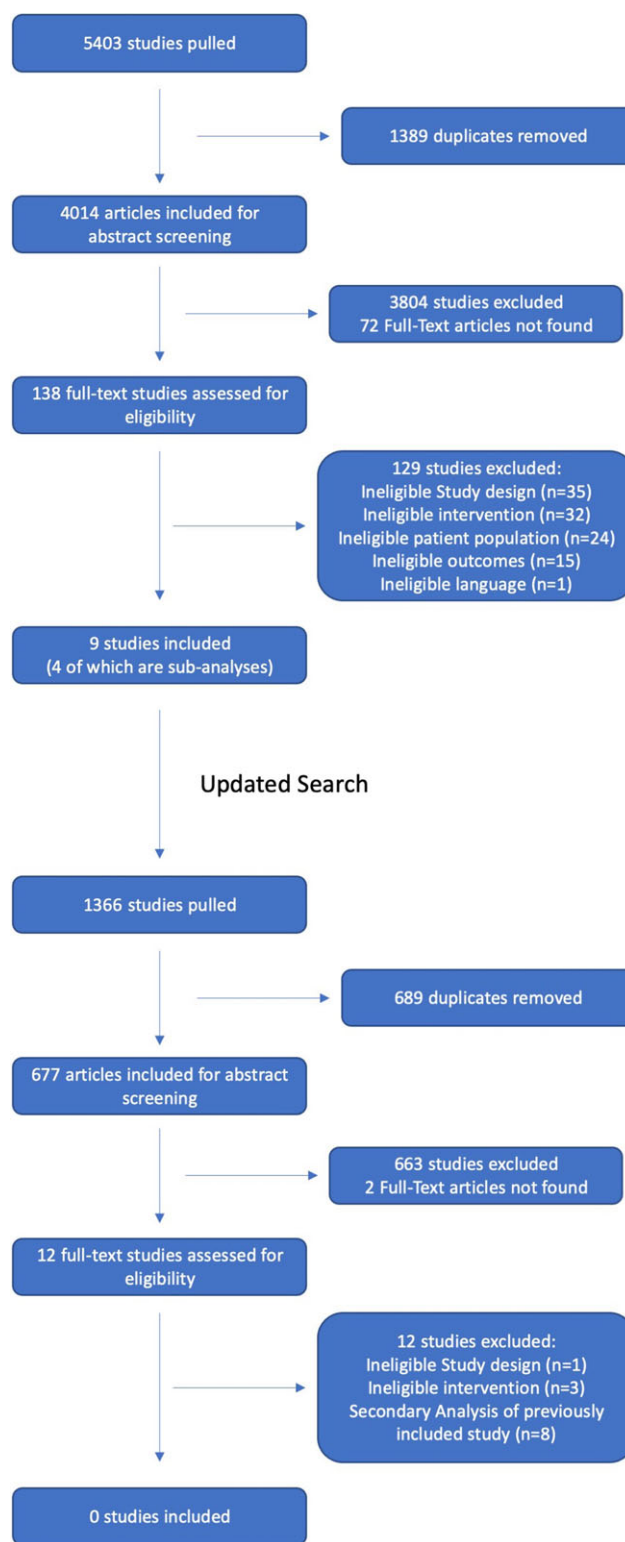 5403 studies pulled
1389 duplicates removed
4014 articles included for
abstract screening
3804 studies excluded
72 Full-Text articles not found
138 full-text studies assessed for
eligibility
129 studies excluded:
Ineligible Study design (n=35)
Ineligible intervention (n=32)
Ineligible patient population (n=24)
Ineligible outcomes (n=15)
Ineligible language (n=1)
9 studies included
(4 of which are sub-analyses)
Updated Search
1366 studies pulled
689 duplicates removed
677 articles included for abstract
screening
663 studies excluded
2 Full-Text articles not found
12 full-text studies assessed for
eligibility
12 studies excluded:
Ineligible Study design (n=1)
Ineligible intervention (n=3)
Secondary Analysis of previously
included study (n=8)
0 studies included